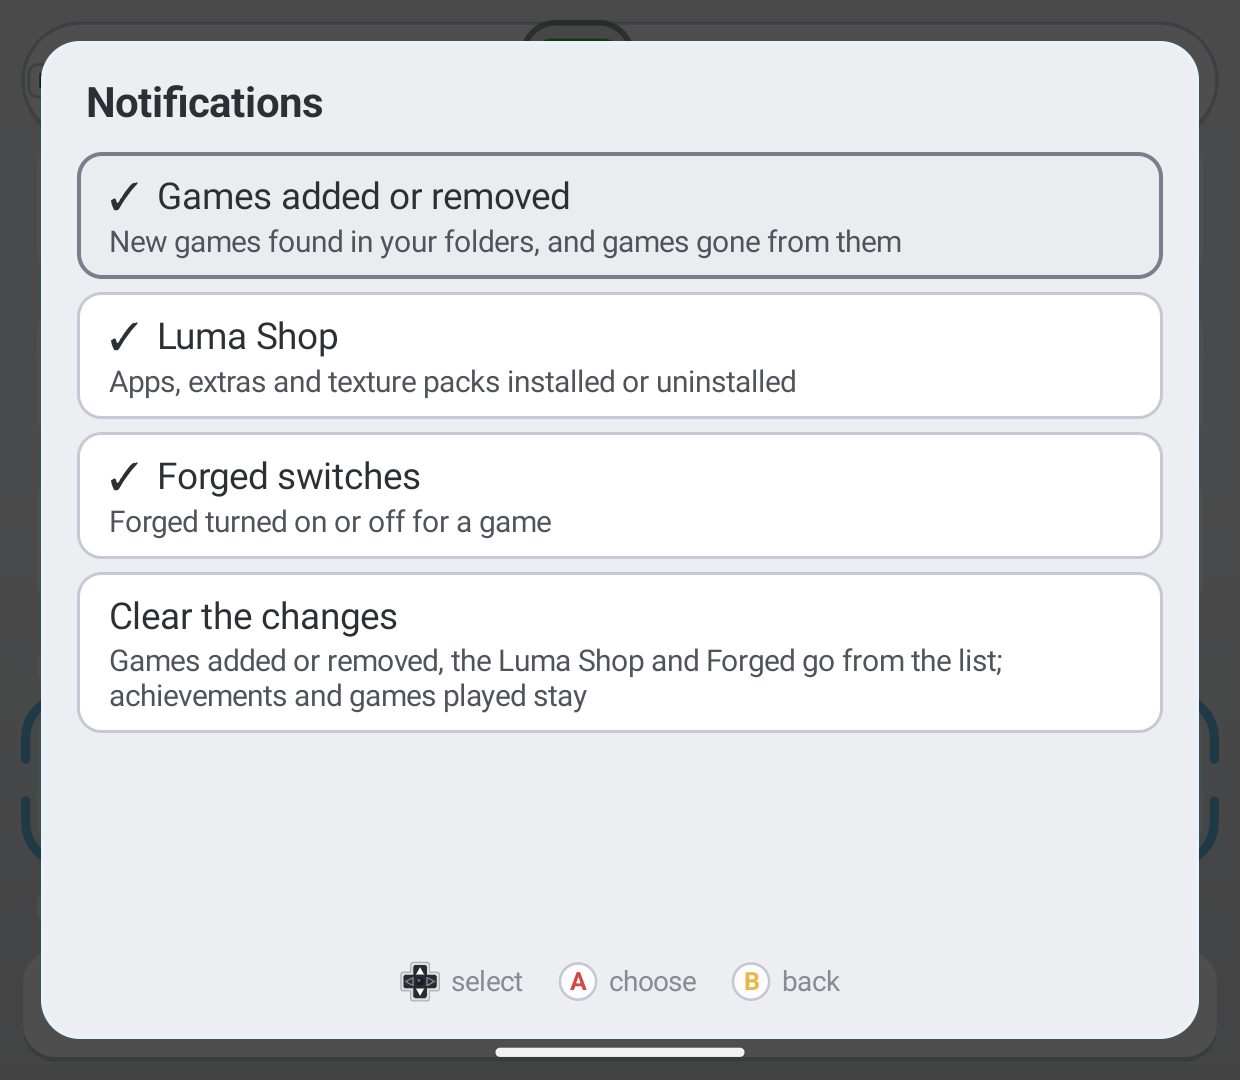 Notifications
✓ Games added or removed
New games found in your folders, and games gone from them
✓ Luma Shop
Apps, extras and texture packs installed or uninstalled
✓ Forged switches
Forged turned on or off for a game
Clear the changes
Games added or removed, the Luma Shop and Forged go from the list;
achievements and games played stay
select A choose B back